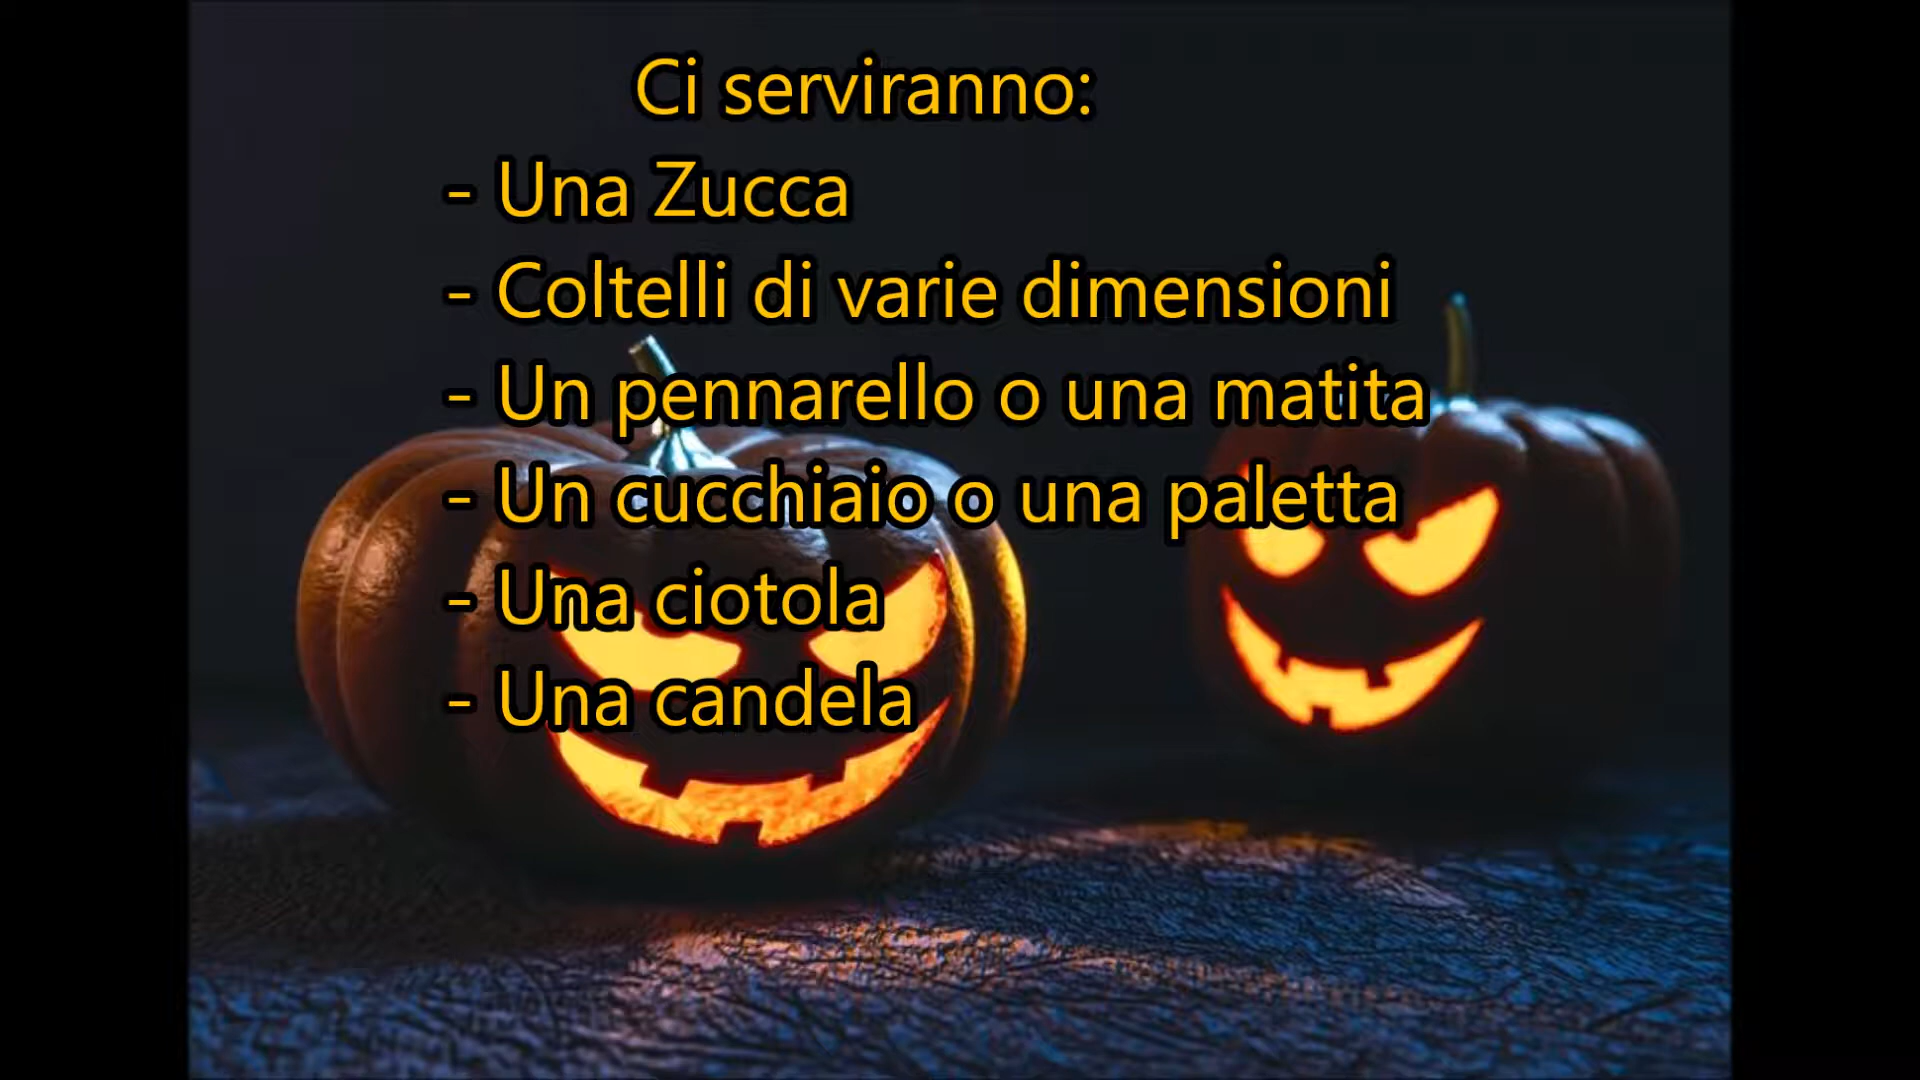 Ci serviranno:
- Una Zucca
- Coltelli di varie dimensioni
- Un pennarello o una matita
- Un cucchiaio o una paletta
- Una ciotola
- Una candela